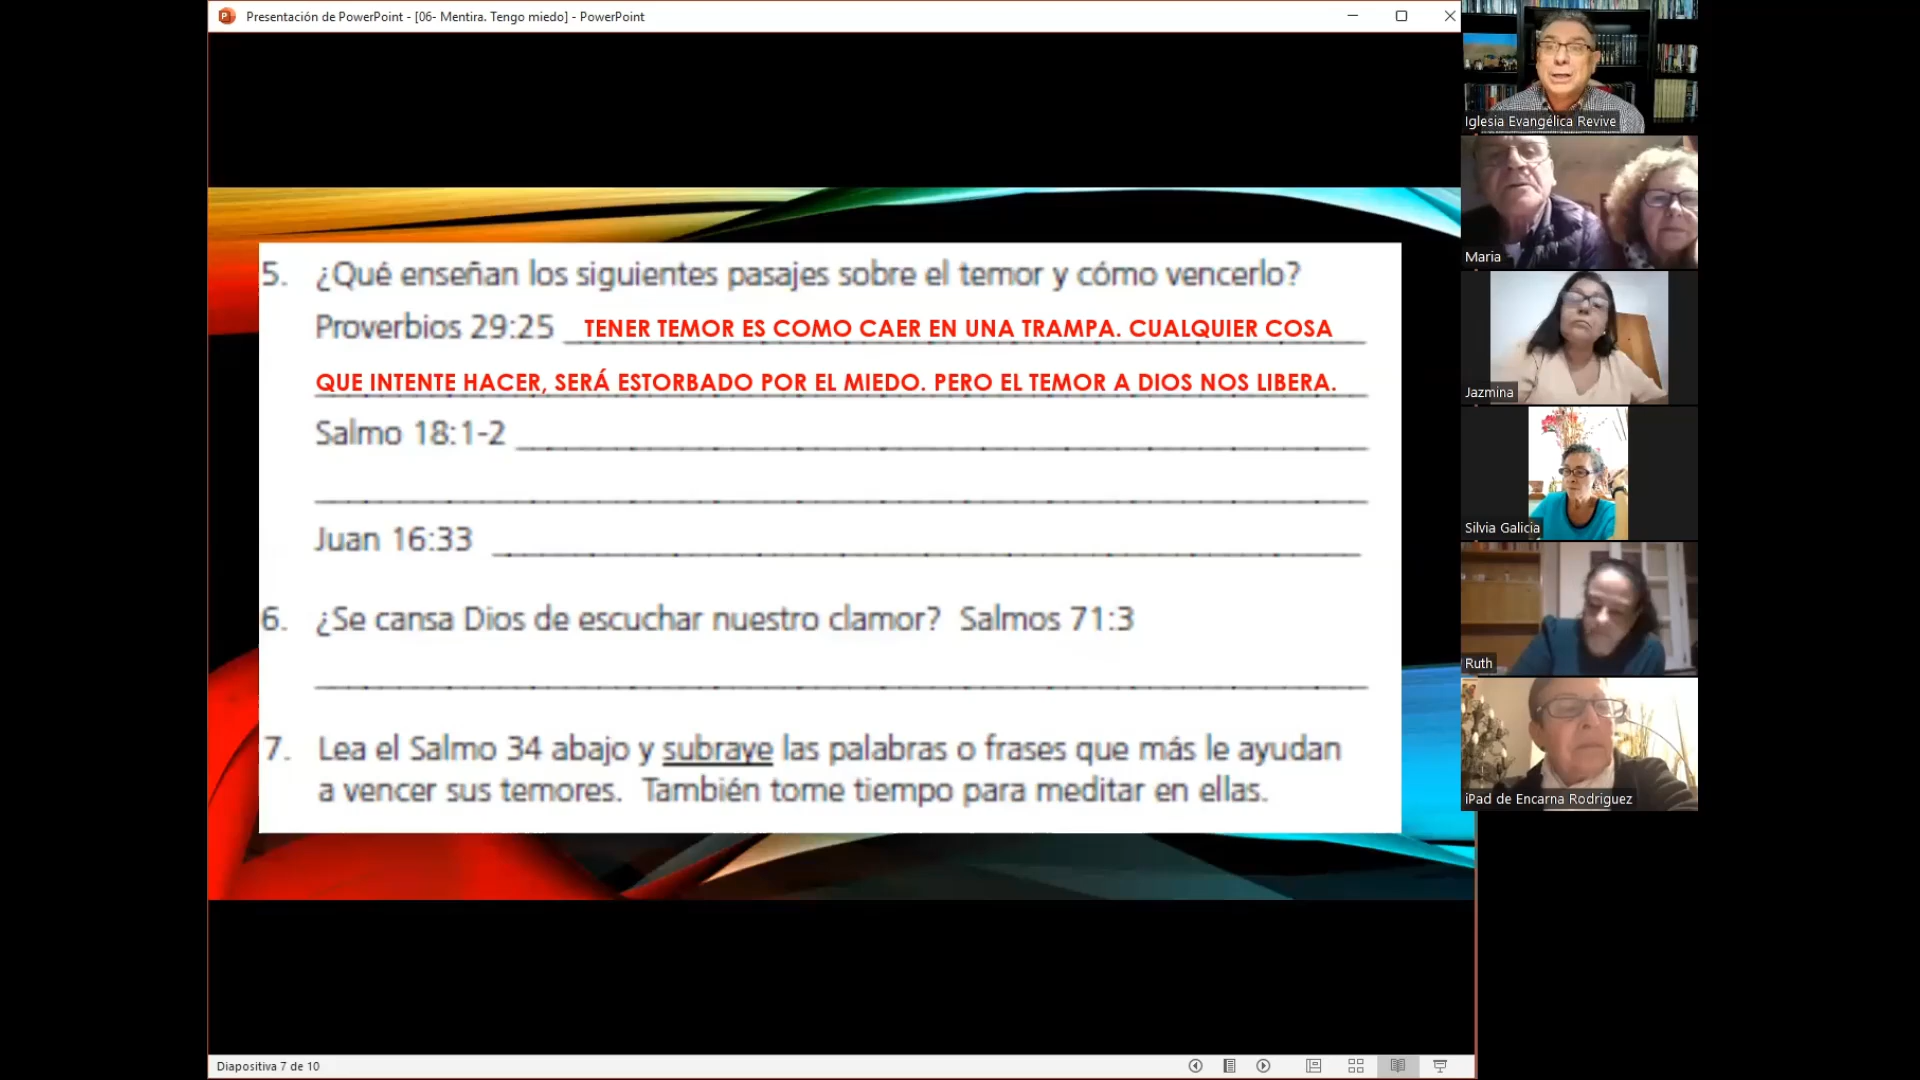 Presentación de PowerPoint - [06- Mentira. Tengo miedo] - PowerPoint
5. ¿Qué enseñan los siguientes pasajes sobre el temor y cómo vencerlo?
Proverbios 29:25 TENER TEMOR ES COMO CAER EN UNA TRAMPA. CUALQUIER COSA
QUE INTENTE HACER, SERÁ ESTORBADO POR EL MIEDO. PERO EL TEMOR A DIOS NOS LIBERA.
Salmo 18:1-2
Juan 16:33
6. ¿Se cansa Dios de escuchar nuestro clamor? Salmos 71:3
7. Lea el Salmo 34 abajo y subraye las palabras o frases que más le ayudan
a vencer sus temores. También tome tiempo para meditar en ellas.
Diapositiva 7 de 10
Iglesia Evangélica Revive
Maria
Jazmina
Silvia Galicia
Ruth
iPad de Encarna Rodriguez